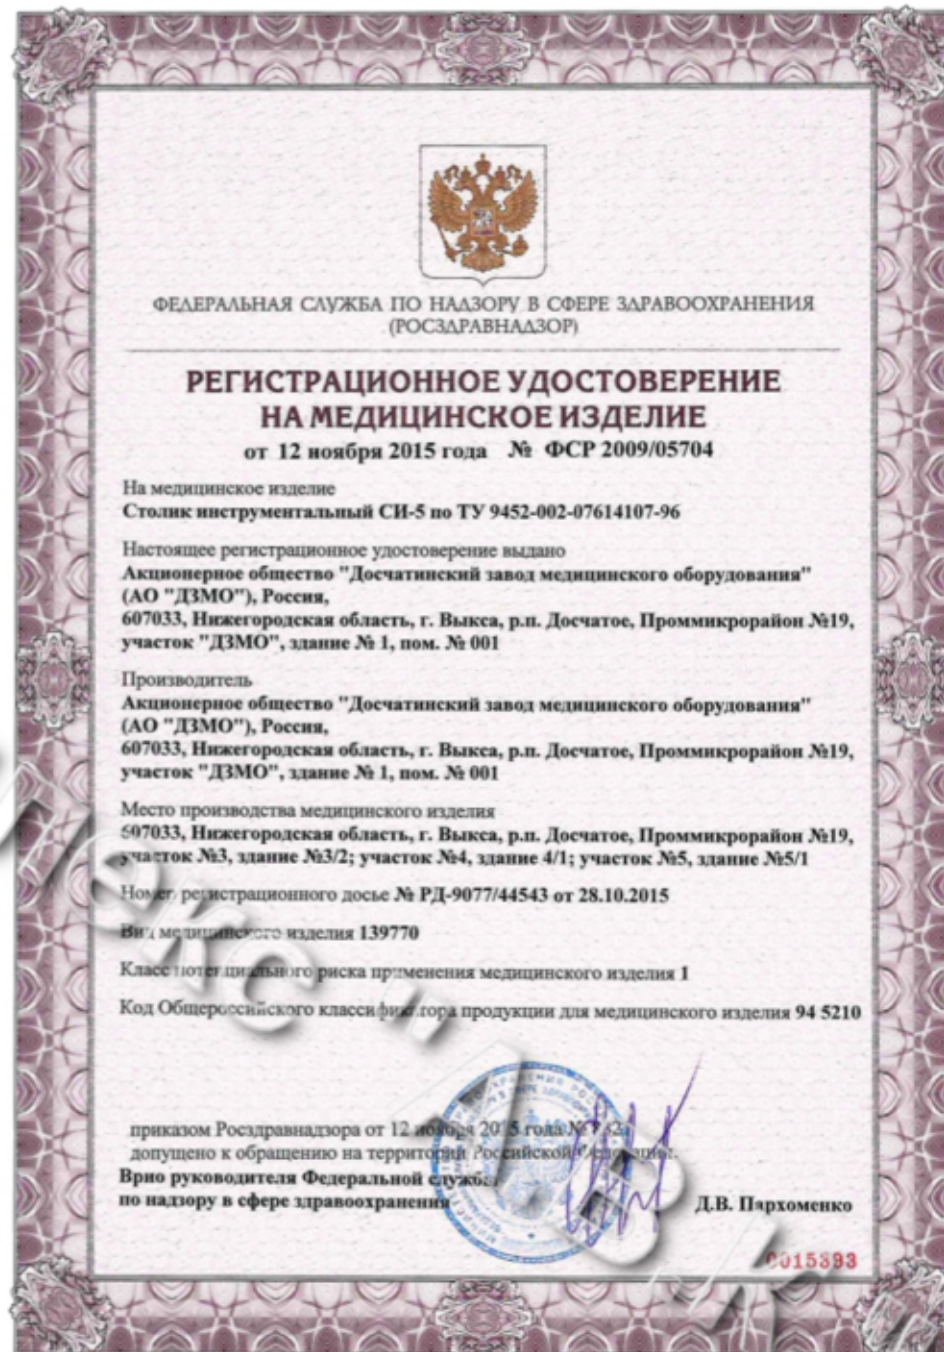 ФЕДЕРАЛЬНАЯ СЛУЖБА ПО НАДЗОРУ В СФЕРЕ ЗДРАВООХРАНЕНИЯ
(РОСЗДРАВНАДЗОР)
РЕГИСТРАЦИОННОЕ УДОСТОВЕРЕНИЕ
НА МЕДИЦИНСКОЕ ИЗДЕЛИЕ
от 12 ноября 2015 года № ФСР 2009/05704
На медицинское изделие
Столик инструментальный СИ-5 по ТУ 9452-002-07614107-96
Настоящее регистрационное удостоверение выдано
Акционерное общество "Досчатинский завод медицинского оборудования"
(АО "ДЗМО"), Россия,
607033, Нижегородская область, г. Выкса, р.п. Досчатое, Проммикрорайон №19,
участок "ДЗМО", здание № 1, пом. № 001
Производитель
Акционерное общество "Досчатинский завод медицинского оборудования"
(АО "ДЗМО"), Россия,
607033, Нижегородская область, г. Выкса, р.п. Досчатое, Проммикрорайон №19,
участок "ДЗМО", здание № 1, пом. № 001
Место производства медицинского изделия
607033, Нижегородская область, г. Выкса, р.п. Досчатое, Проммикрорайон №19,
участок №3, здание №3/2; участок №4, здание 4/1; участок №5, здание №5/1
Номер регистрационного досье № РД-9077/44543 от 28.10.2015
Вид медицинского изделия 139770
Класс потенциального риска применения медицинского изделия 1
Код Общероссийского классификатора продукции для медицинского изделия 94 5210
приказом Росздравнадзора от 12 ноября 2015 года №
допущено к обращению на территории Российской Федерации.
Врио руководителя Федеральной службы
по надзору в сфере здравоохранения
Д.В. Пархоменко
0015393